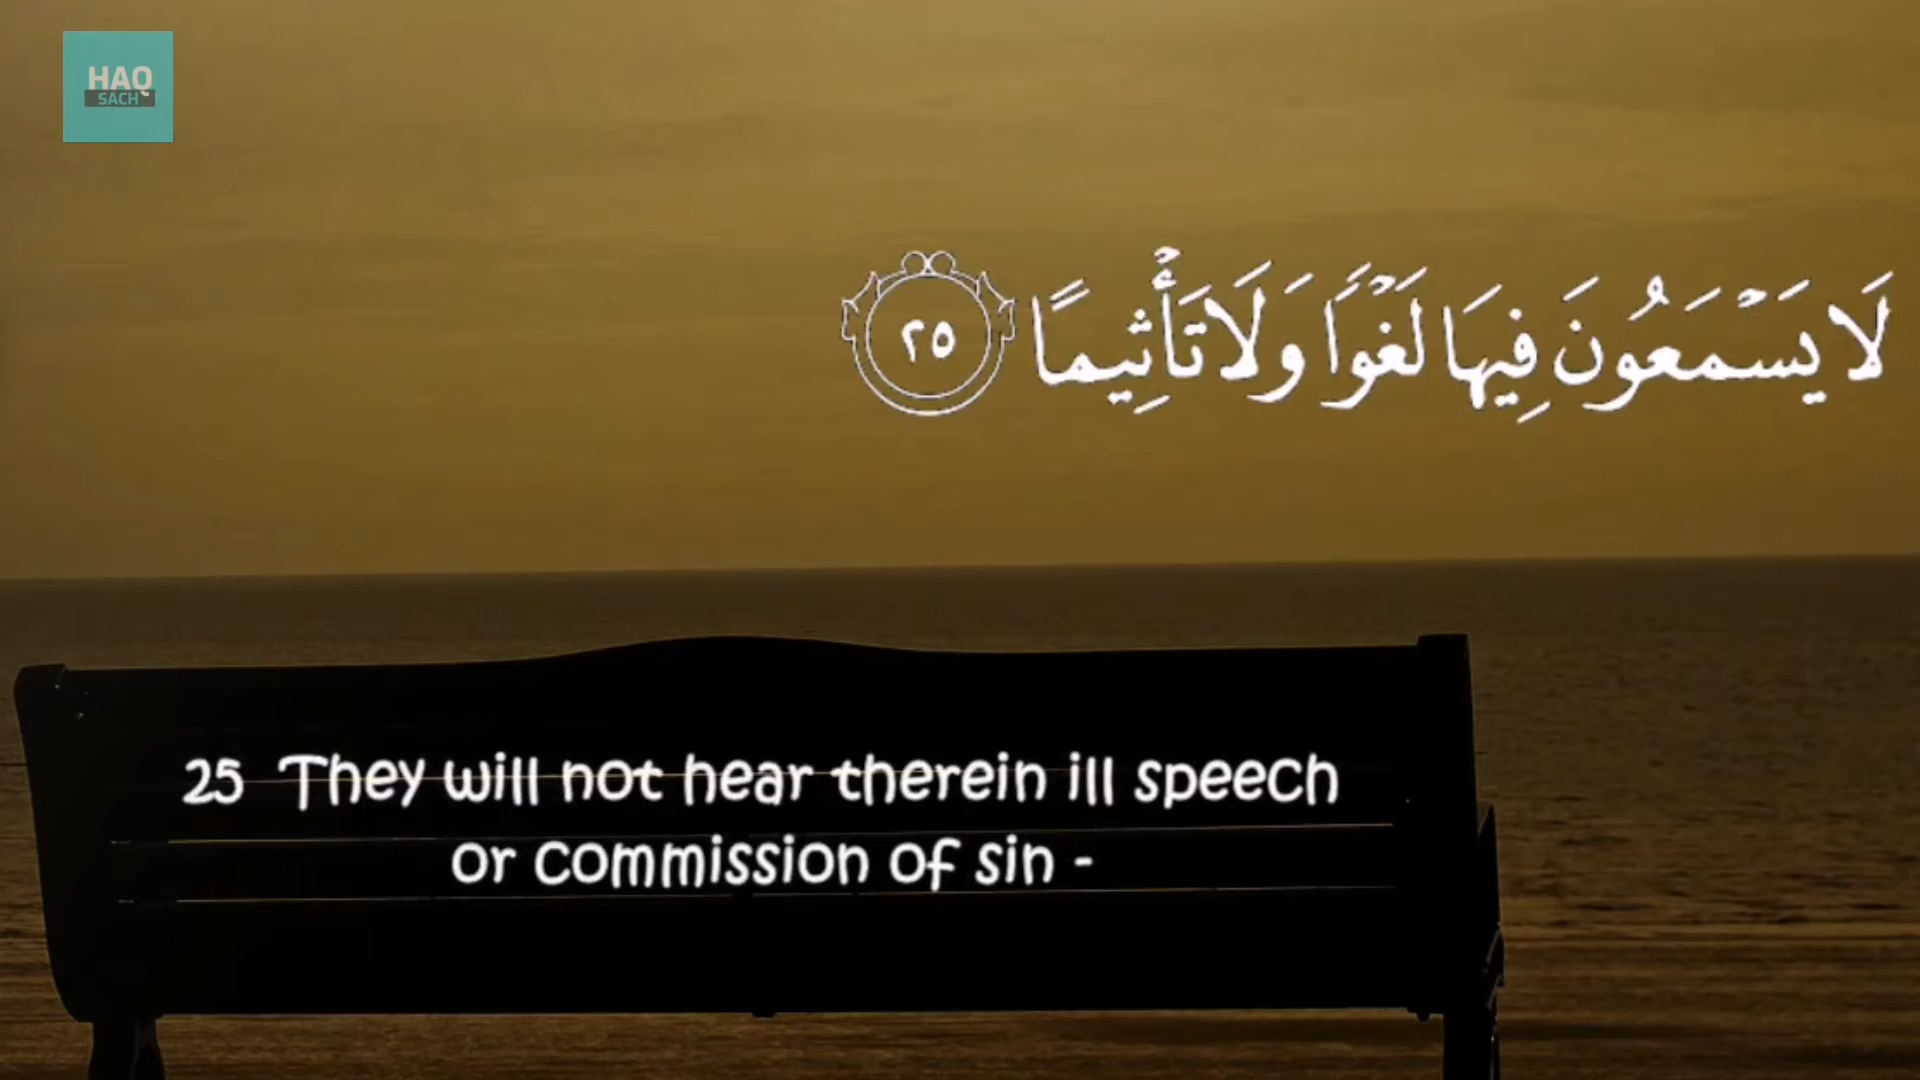 HAQ
SACH
لَا يَسْمَعُونَ فِيهَا لَغْوًا وَلَا تَأْثِيمًا ٢٥
25 They will not hear therein ill speech
or commission of sin -